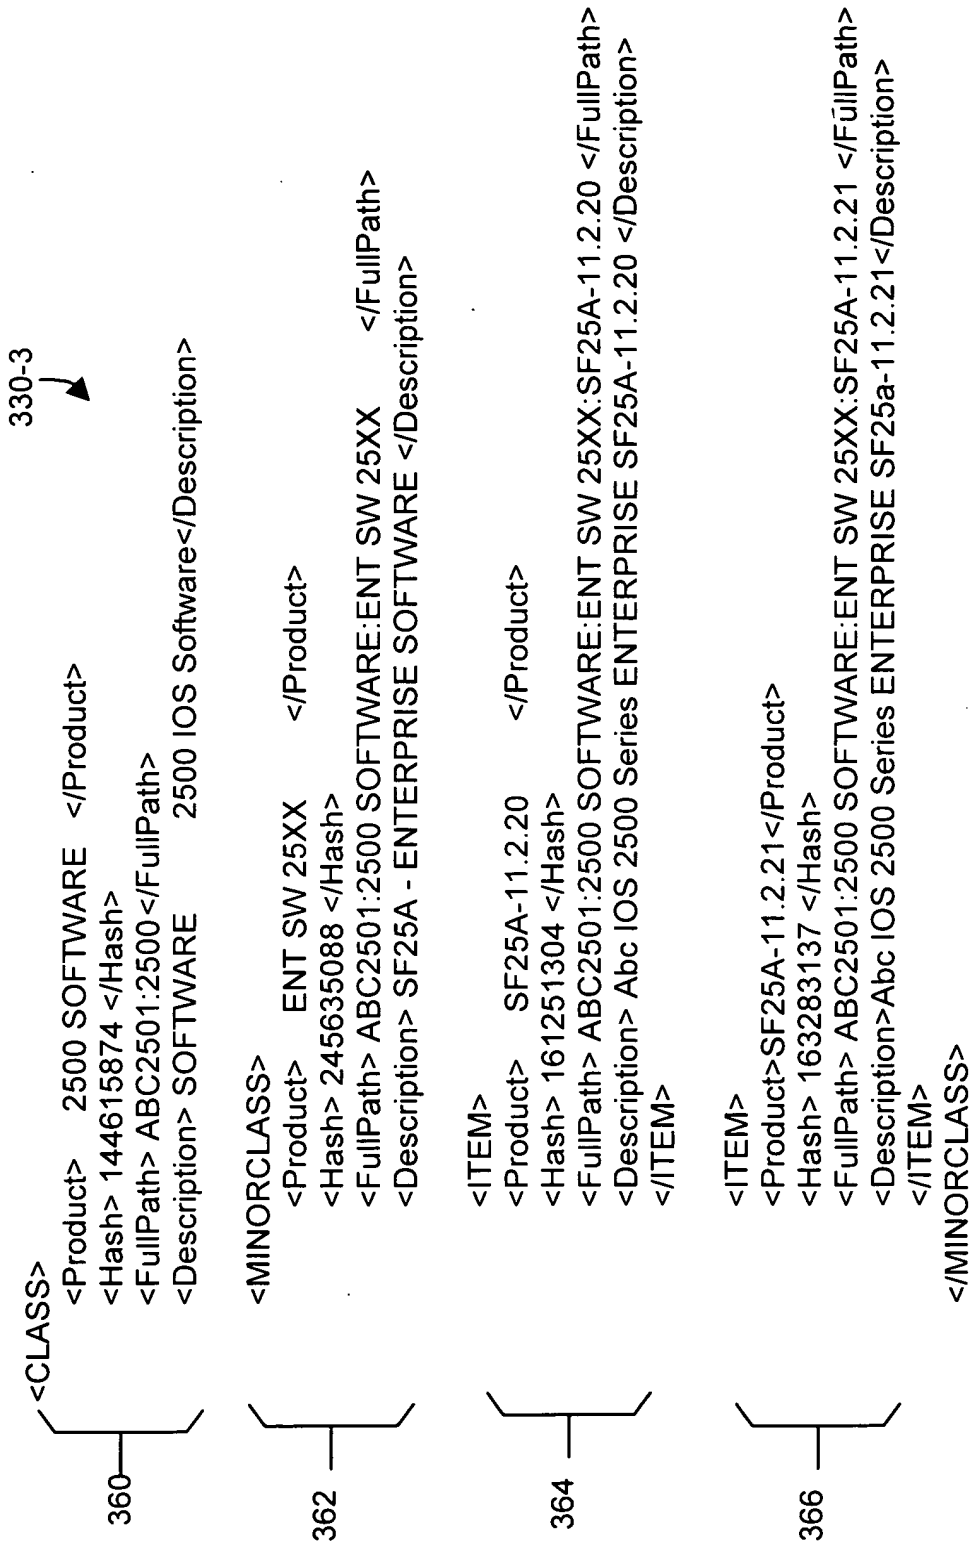 330-3
<CLASS>
360
<Product> 2500 SOFTWARE </Product>
<Hash> 144615874 </Hash>
<FullPath> ABC2501:2500 </FullPath>
<Description> SOFTWARE 2500 IOS Software</Description>
<MINORCLASS>
362
<Product> ENT SW 25XX </Product>
<Hash> 245635088 </Hash>
<FullPath> ABC2501:2500 SOFTWARE:ENT SW 25XX </FullPath>
<Description> SF25A - ENTERPRISE SOFTWARE </Description>
<ITEM>
364
<Product> SF25A-11.2.20 </Product>
<Hash> 161251304 </Hash>
<FullPath> ABC2501:2500 SOFTWARE:ENT SW 25XX:SF25A-11.2.20 </FullPath>
<Description> Abc IOS 2500 Series ENTERPRISE SF25A-11.2.20 </Description>
</ITEM>
<ITEM>
366
<Product>SF25A-11.2.21</Product>
<Hash> 163283137 </Hash>
<FullPath> ABC2501:2500 SOFTWARE:ENT SW 25XX:SF25A-11.2.21 </FullPath>
<Description>Abc IOS 2500 Series ENTERPRISE SF25a-11.2.21</Description>
</ITEM>
</MINORCLASS>